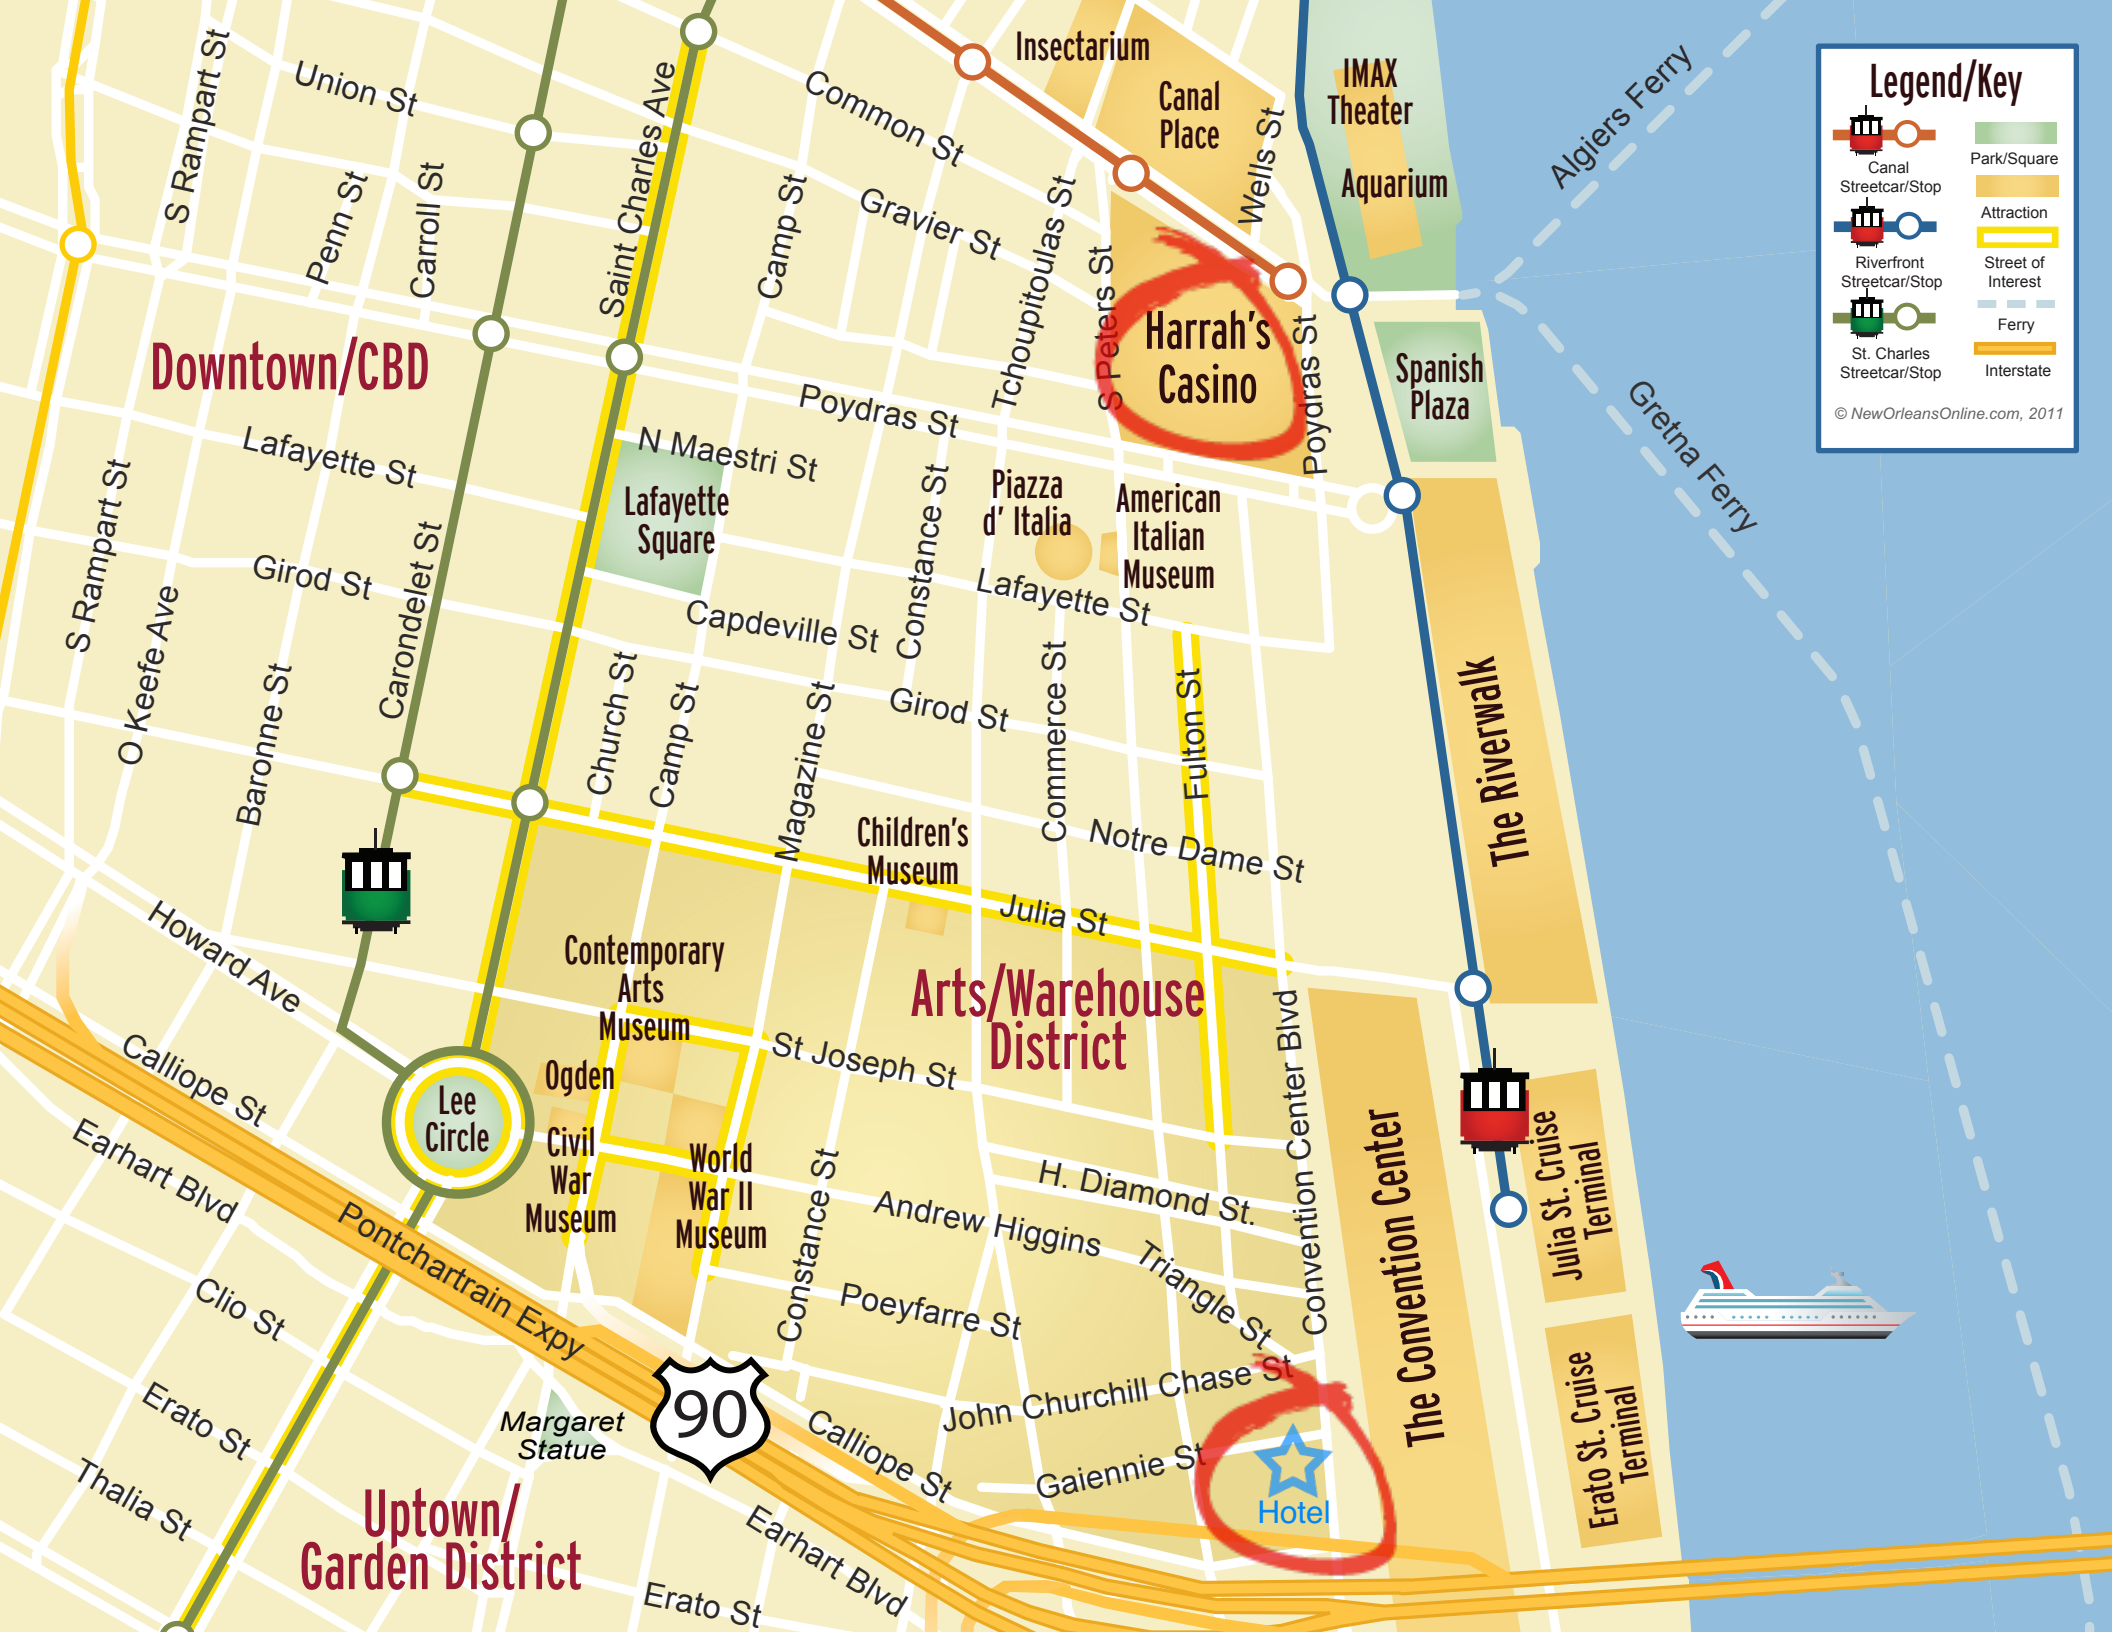 Insectarium
Canal
Place
IMAX
Theater
Aquarium
Algiers Ferry
Legend/Key
Canal
Streetcar/Stop
Park/Square
Attraction
Riverfront
Streetcar/Stop
Street of
Interest
Ferry
St. Charles
Streetcar/Stop
Interstate
© NewOrleansOnline.com, 2011
S Rampart St
Union St
Saint Charles Ave
Common St
Wells St
Penn St
Carroll St
Camp St
Gravier St
Tchoupitoulas St
S Peters St
Harrah's
Casino
Poydras St
Spanish
Plaza
Gretna Ferry
Downtown/CBD
Poydras St
Lafayette St
N Maestri St
Lafayette
Square
Piazza
d' Italia
American
Italian
Museum
S Rampart St
Girod St
Carondelet St
Constance St
Lafayette St
O Keefe Ave
Capdeville St
Baronne St
Church St
Camp St
Magazine St
Girod St
Commerce St
Fulton St
The Riverwalk
Children's
Museum
Notre Dame St
Julia St
Howard Ave
Contemporary
Arts
Museum
Arts/Warehouse
District
Calliope St
St Joseph St
Convention Center Blvd
Ogden
Lee
Circle
Civil
War
Museum
World
War II
Museum
Earhart Blvd
Constance St
H. Diamond St.
Andrew Higgins
Triangle St
The Convention Center
Julia St. Cruise
Terminal
Pontchartrain Expy
Clio St
Poeyfarre St
John Churchill Chase St
Erato St. Cruise
Terminal
90
Margaret
Statue
Erato St
Calliope St
Gaiennie St
Hotel
Thalia St
Uptown/
Garden District
Earhart Blvd
Erato St